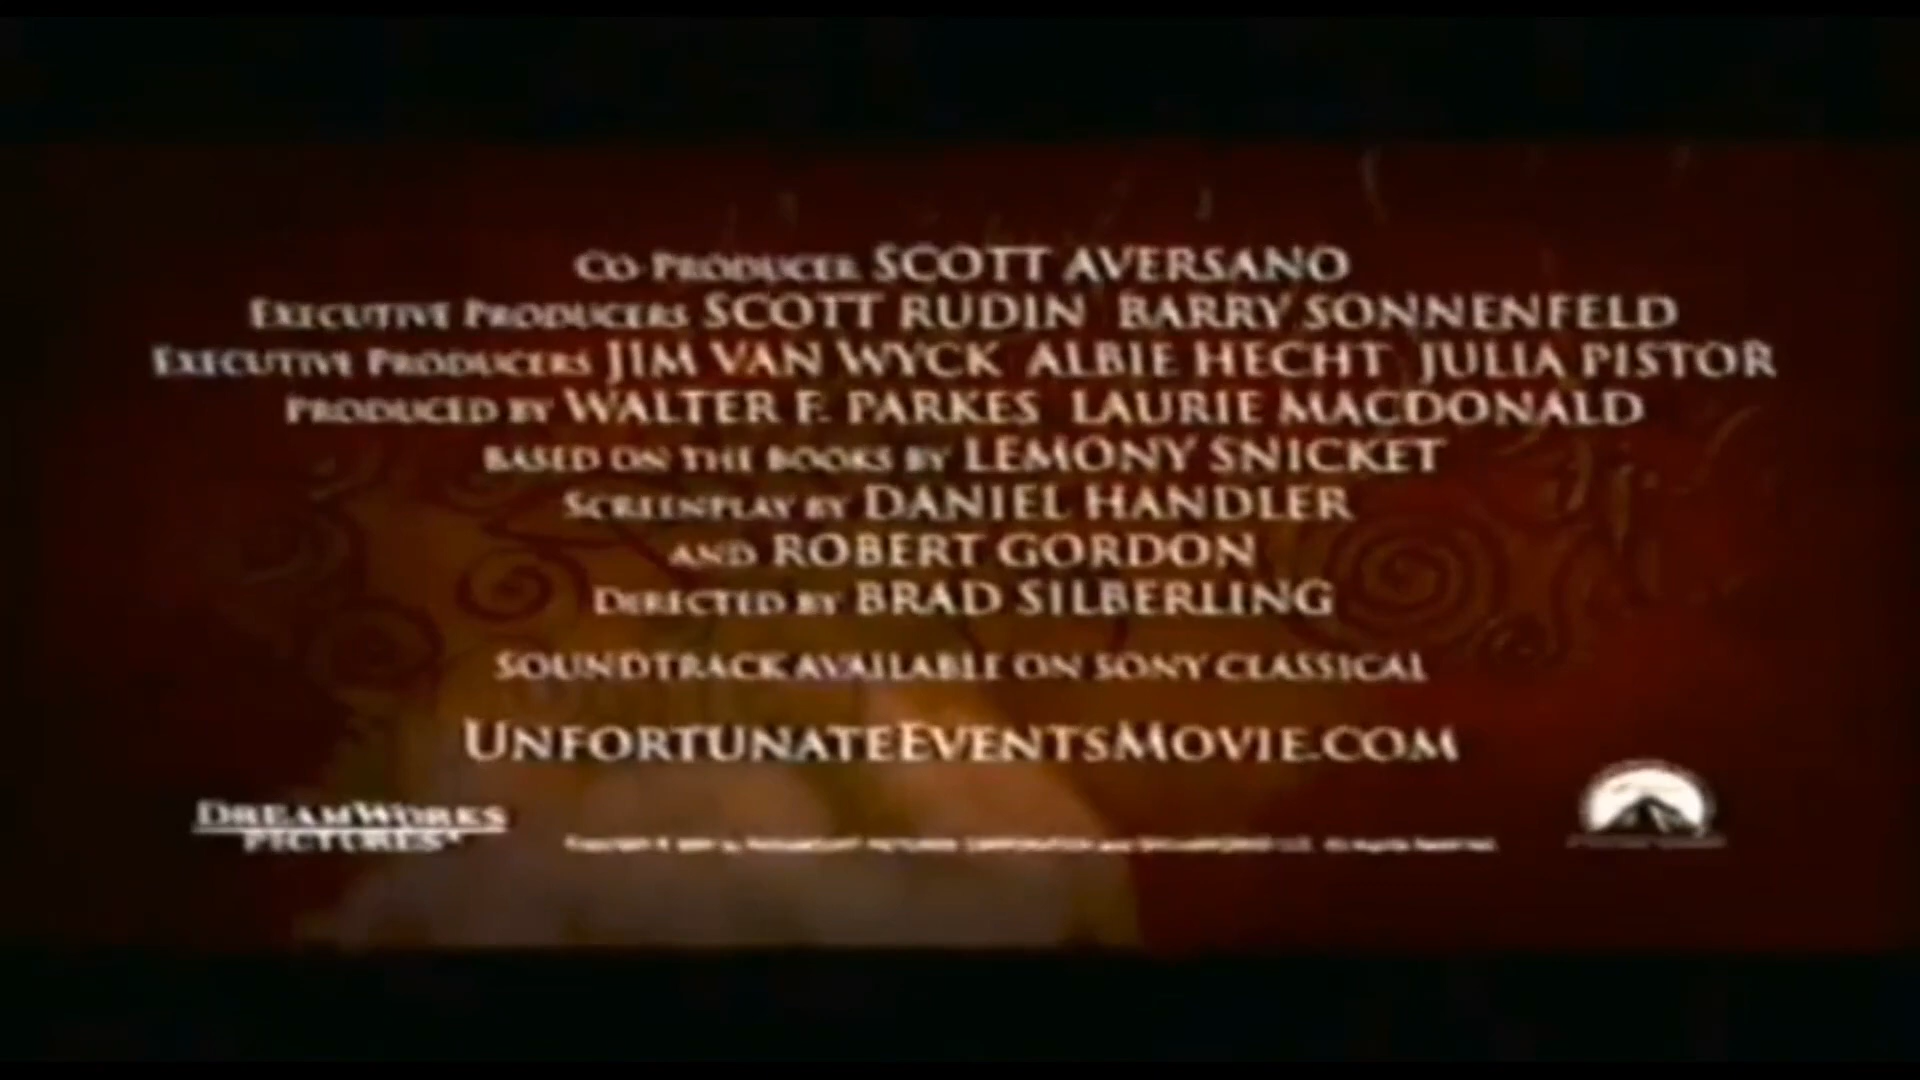 CO-PRODUCER SCOTT AVERSANO
EXECUTIVE PRODUCERS SCOTT RUDIN BARRY SONNENFELD
EXECUTIVE PRODUCERS JIM VAN WYCK ALBIE HECHT JULIA PISTOR
PRODUCED BY WALTER F. PARKES LAURIE MACDONALD
BASED ON THE BOOKS BY LEMONY SNICKET
SCREENPLAY BY DANIEL HANDLER
AND ROBERT GORDON
DIRECTED BY BRAD SILBERLING
SOUNDTRACK AVAILABLE ON SONY CLASSICAL
UNFORTUNATEEVENTSMOVIE.COM
DREAMWORKS
PICTURES